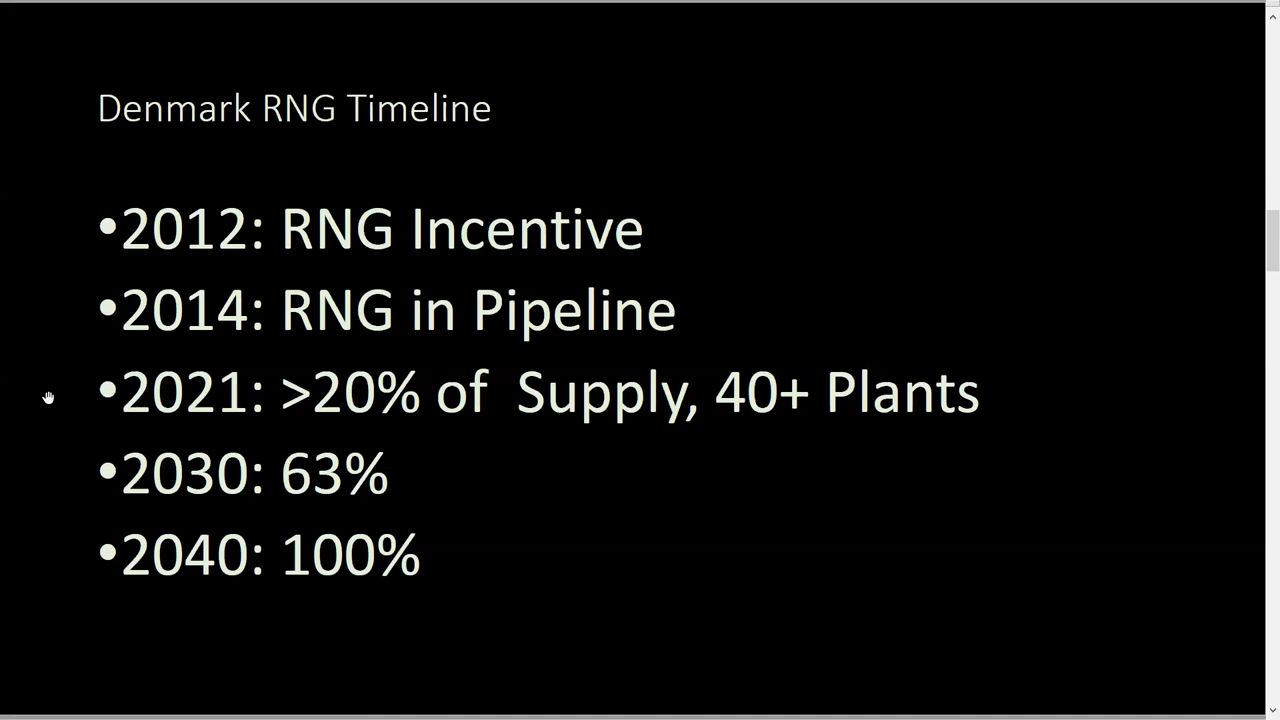 Denmark RNG Timeline
•2012: RNG Incentive
•2014: RNG in Pipeline
•2021: >20% of  Supply, 40+ Plants
•2030: 63%
•2040: 100%